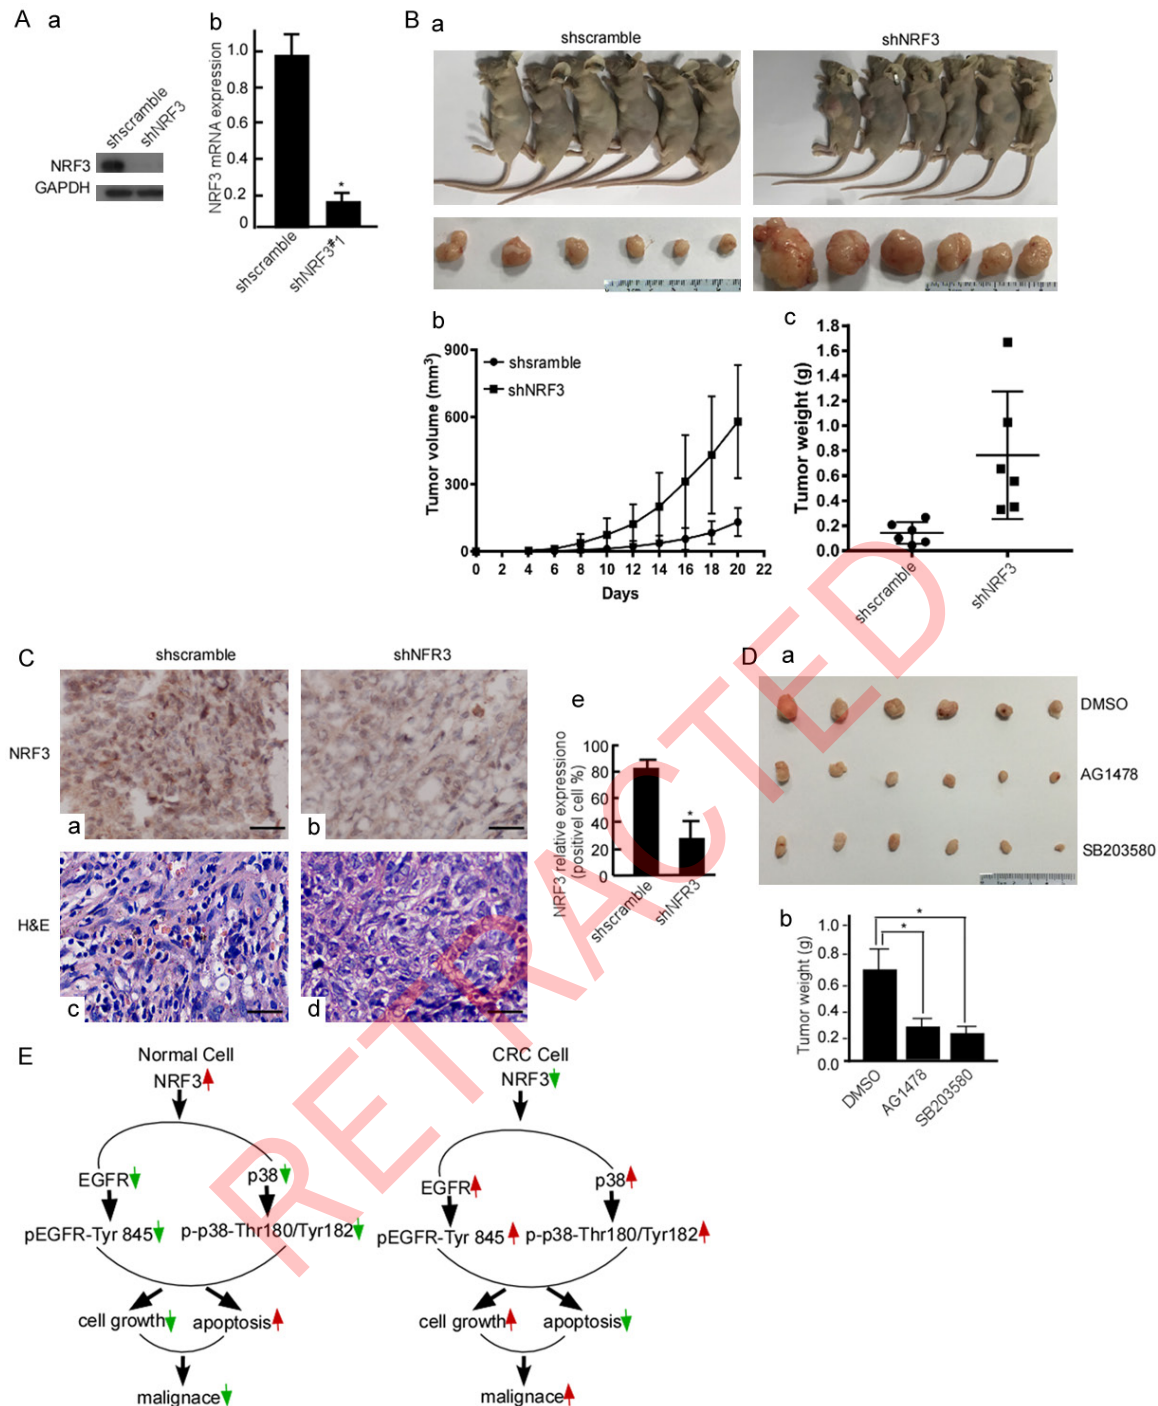 A a
shscramble
shNRF3
NRF3
GAPDH
b
NRF3 mRNA expression
1.0
0.8
0.6
0.4
0.2
0
*
shscramble
shNRF3#1
B a
shscramble
shNRF3
b
Tumor volume (mm3)
900
600
300
0
shsramble
shNRF3
0 2 4 6 8 10 12 14 16 18 20 22
Days
c
Tumor weight (g)
1.8
1.6
1.4
1.2
1.0
0.8
0.6
0.4
0.2
0.0
shscramble
shNRF3
C
shscramble
shNFR3
NRF3
a
b
H&E
c
d
e
NRF3 relative expressiono
(positivel cell %)
100
80
60
40
20
0
*
shscramble
shNFR3
D a
DMSO
AG1478
SB203580
b
Tumor weight (g)
1.0
0.8
0.6
0.4
0.2
0.0
*
*
DMSO
AG1478
SB203580
E
Normal Cell
NRF3
EGFR
p38
pEGFR-Tyr 845
p-p38-Thr180/Tyr182
cell growth
apoptosis
malignace
CRC Cell
NRF3
EGFR
p38
pEGFR-Tyr 845
p-p38-Thr180/Tyr182
cell growth
apoptosis
malignace
RETRACTED